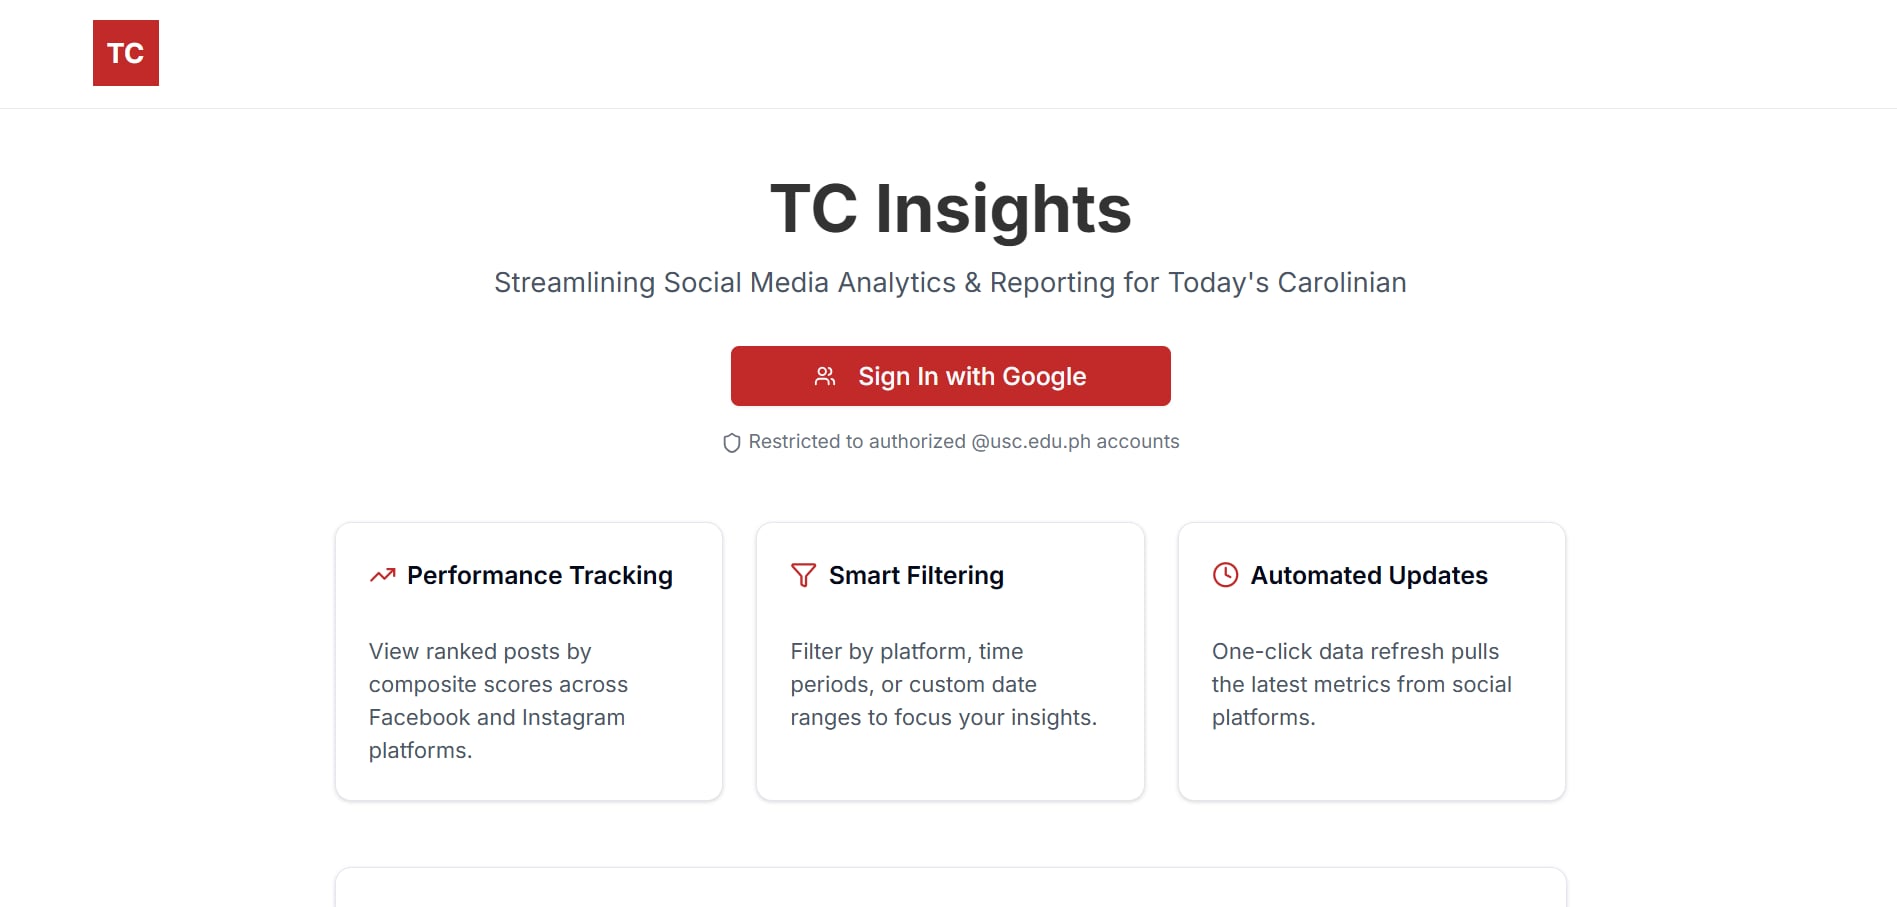 TC
TC Insights
Streamlining Social Media Analytics & Reporting for Today's Carolinian
Sign In with Google
Restricted to authorized @usc.edu.ph accounts
Performance Tracking
View ranked posts by
composite scores across
Facebook and Instagram
platforms.
Smart Filtering
Filter by platform, time
periods, or custom date
ranges to focus your insights.
Automated Updates
One-click data refresh pulls
the latest metrics from social
platforms.